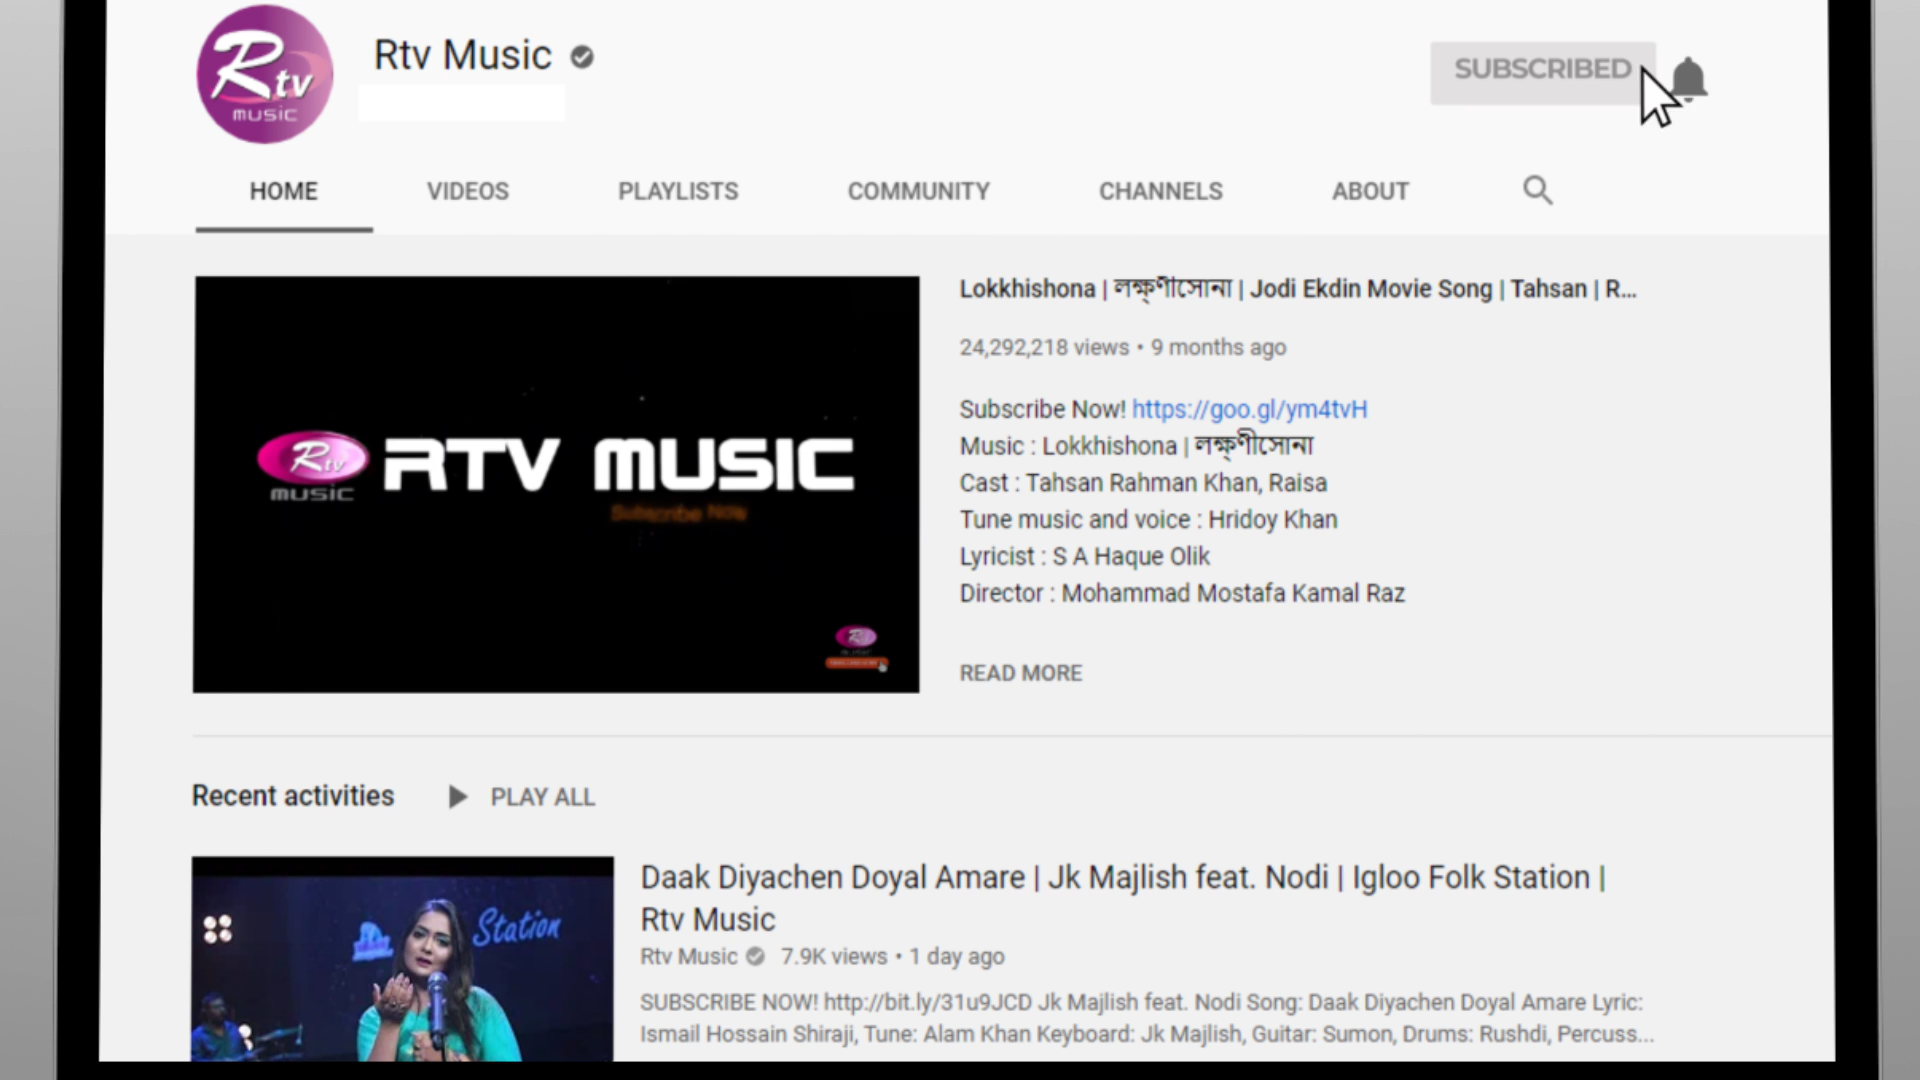 Rtv
MUSIC
Rtv Music
SUBSCRIBED
HOME VIDEOS PLAYLISTS COMMUNITY CHANNELS ABOUT
Rtv
MUSIC
RTV MUSIC
Subscribe Now
Lokkhishona | লক্ষ্ণীসোনা | Jodi Ekdin Movie Song | Tahsan | R...
24,292,218 views • 9 months ago
Subscribe Now! https://goo.gl/ym4tvH
Music : Lokkhishona | লক্ষ্ণীসোনা
Cast : Tahsan Rahman Khan, Raisa
Tune music and voice : Hridoy Khan
Lyricist : S A Haque Olik
Director : Mohammad Mostafa Kamal Raz
READ MORE
Recent activities PLAY ALL
Station
Daak Diyachen Doyal Amare | Jk Majlish feat. Nodi | Igloo Folk Station |
Rtv Music
Rtv Music 7.9K views • 1 day ago
SUBSCRIBE NOW! http://bit.ly/31u9JCD Jk Majlish feat. Nodi Song: Daak Diyachen Doyal Amare Lyric:
Ismail Hossain Shiraji, Tune: Alam Khan Keyboard: Jk Majlish, Guitar: Sumon, Drums: Rushdi, Percuss...